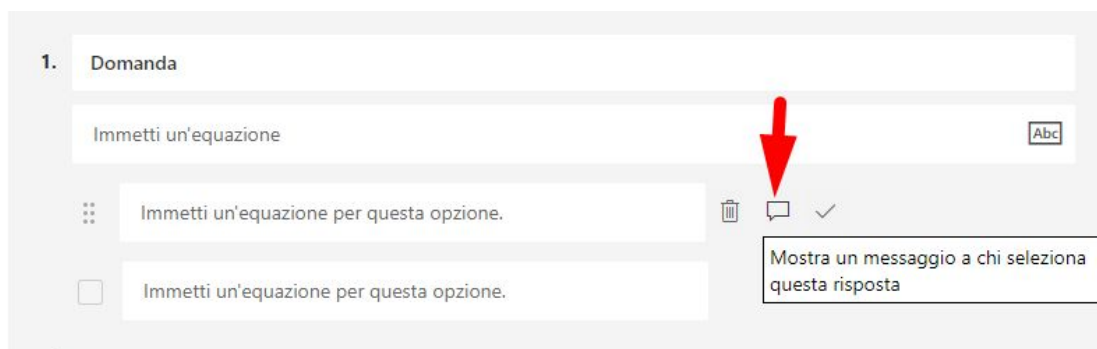 1. Domanda
Immetti un'equazione
Abc
Immetti un'equazione per questa opzione.
Mostra un messaggio a chi seleziona
questa risposta
Immetti un'equazione per questa opzione.